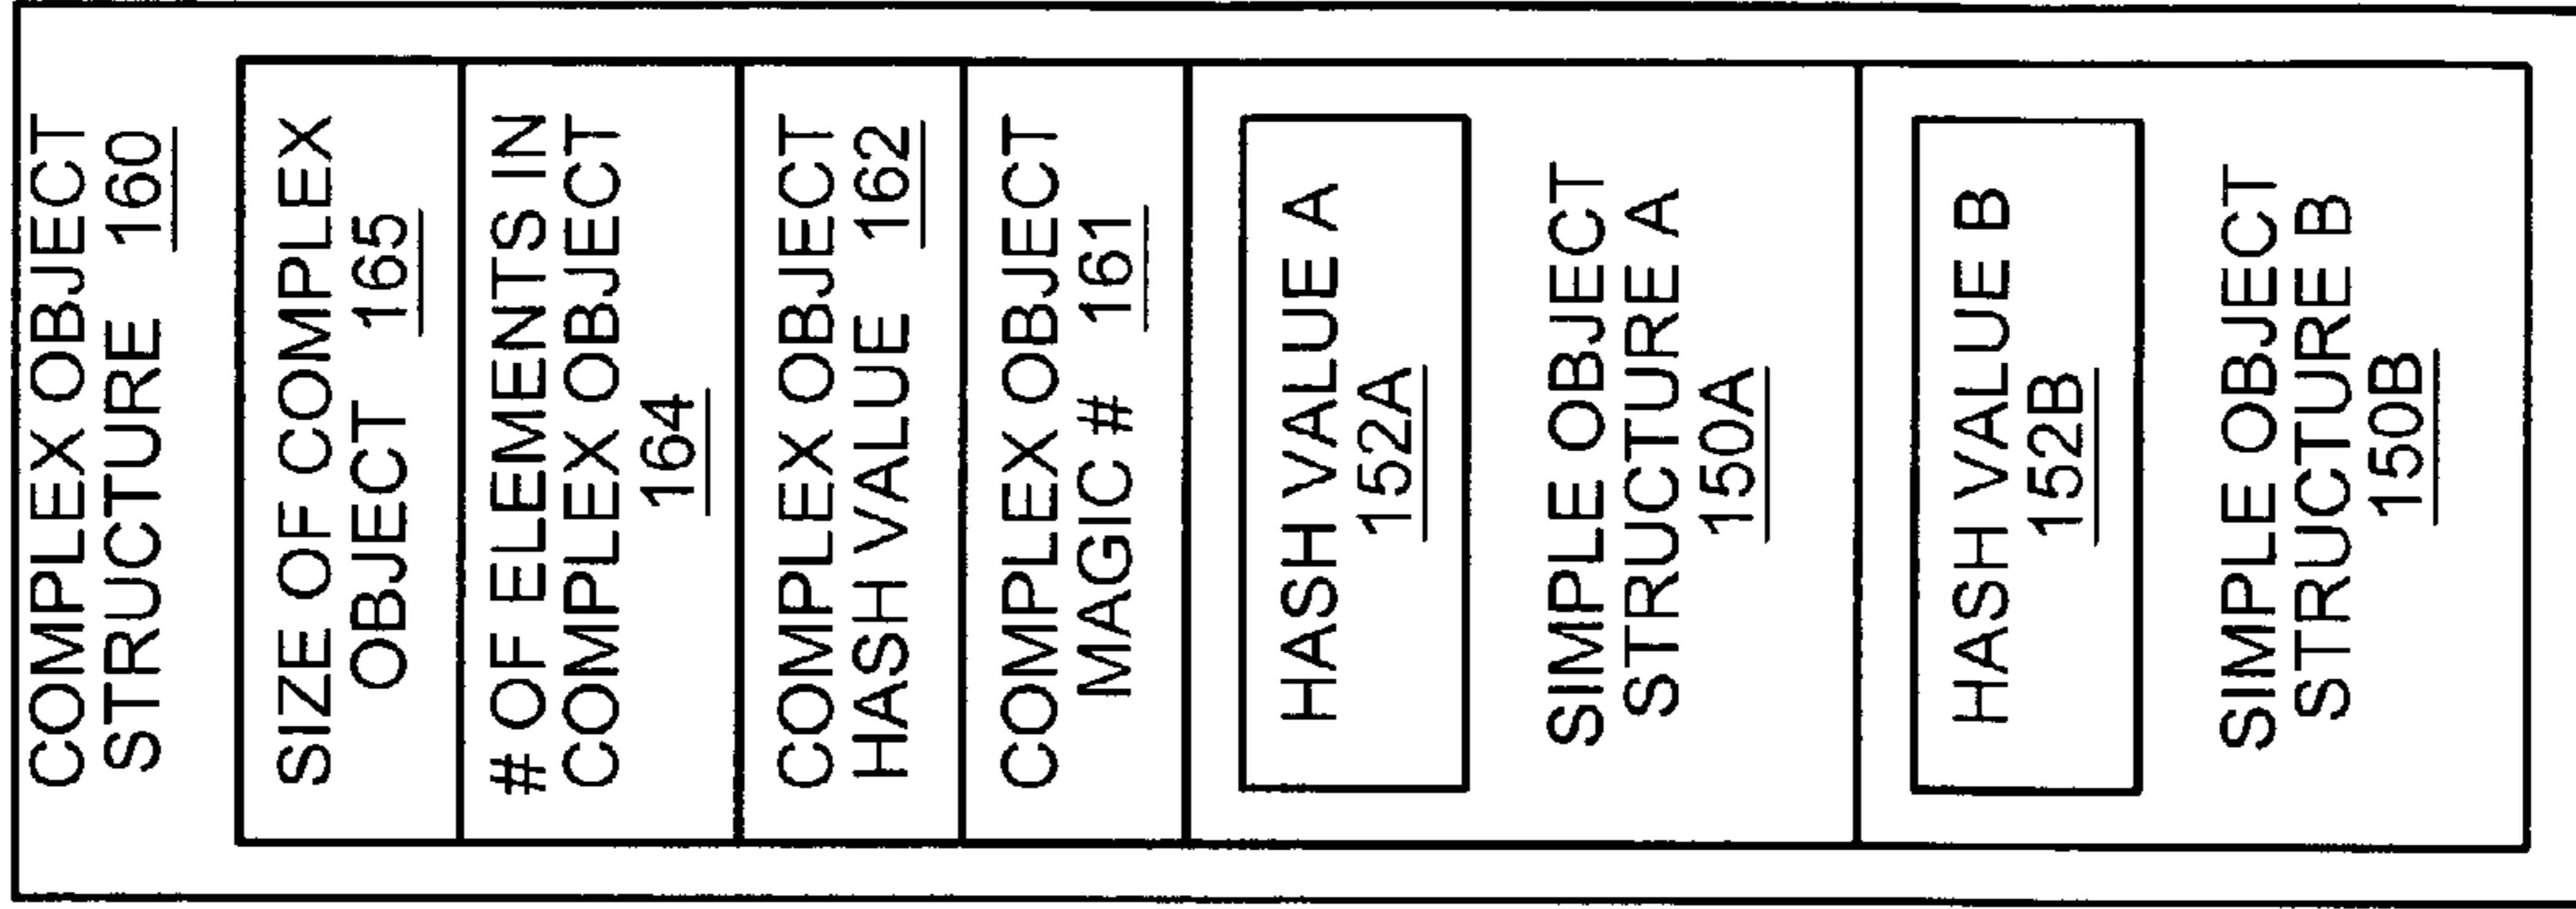 COMPLEX OBJECT
STRUCTURE 160
SIZE OF COMPLEX
OBJECT 165
# OF ELEMENTS IN
COMPLEX OBJECT
164
COMPLEX OBJECT
HASH VALUE 162
COMPLEX OBJECT
MAGIC # 161
HASH VALUE A
152A
SIMPLE OBJECT
STRUCTURE A
150A
HASH VALUE B
152B
SIMPLE OBJECT
STRUCTURE B
150B